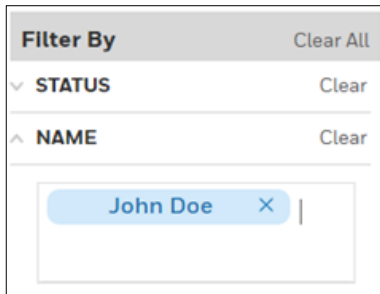 Filter By Clear All
STATUS Clear
NAME Clear
John Doe ×